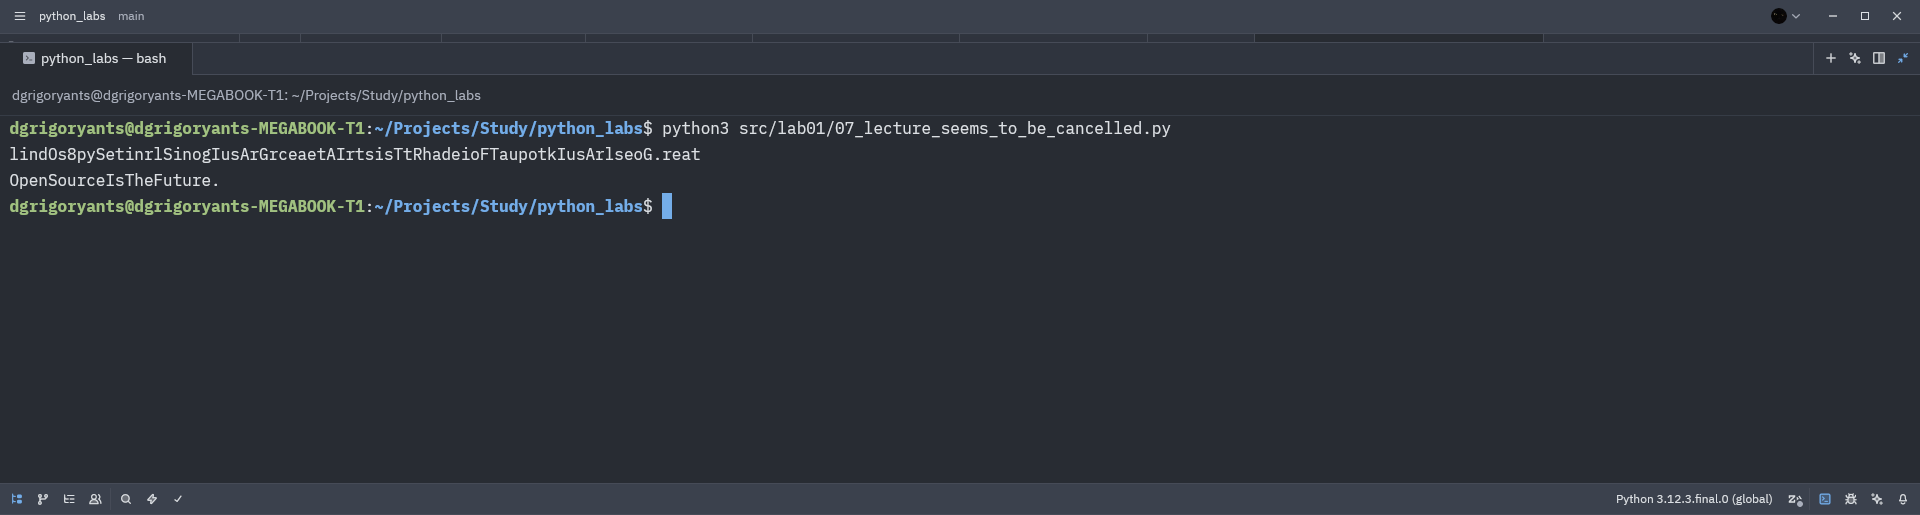 python_labs main
python_labs — bash
dgrigoryants@dgrigoryants-MEGABOOK-T1: ~/Projects/Study/python_labs
dgrigoryants@dgrigoryants-MEGABOOK-T1:~/Projects/Study/python_labs$ python3 src/lab01/07_lecture_seems_to_be_cancelled.py
lindOs8pySetinrlSinogIusArGrceaetAIrtsisTtRhadeioFTaupotkIusArlseoG.reat
OpenSourceIsTheFuture.
dgrigoryants@dgrigoryants-MEGABOOK-T1:~/Projects/Study/python_labs$
Python 3.12.3.final.0 (global)